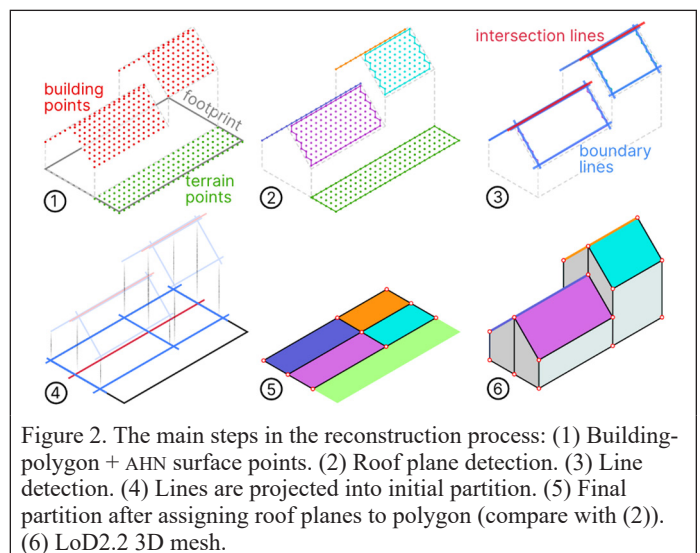 building
points
footprint
terrain
points
1
2
intersection lines
boundary
lines
3
4
5
6
Figure 2. The main steps in the reconstruction process: (1) Building-
polygon + AHN surface points. (2) Roof plane detection. (3) Line
detection. (4) Lines are projected into initial partition. (5) Final
partition after assigning roof planes to polygon (compare with (2)).
(6) LoD2.2 3D mesh.